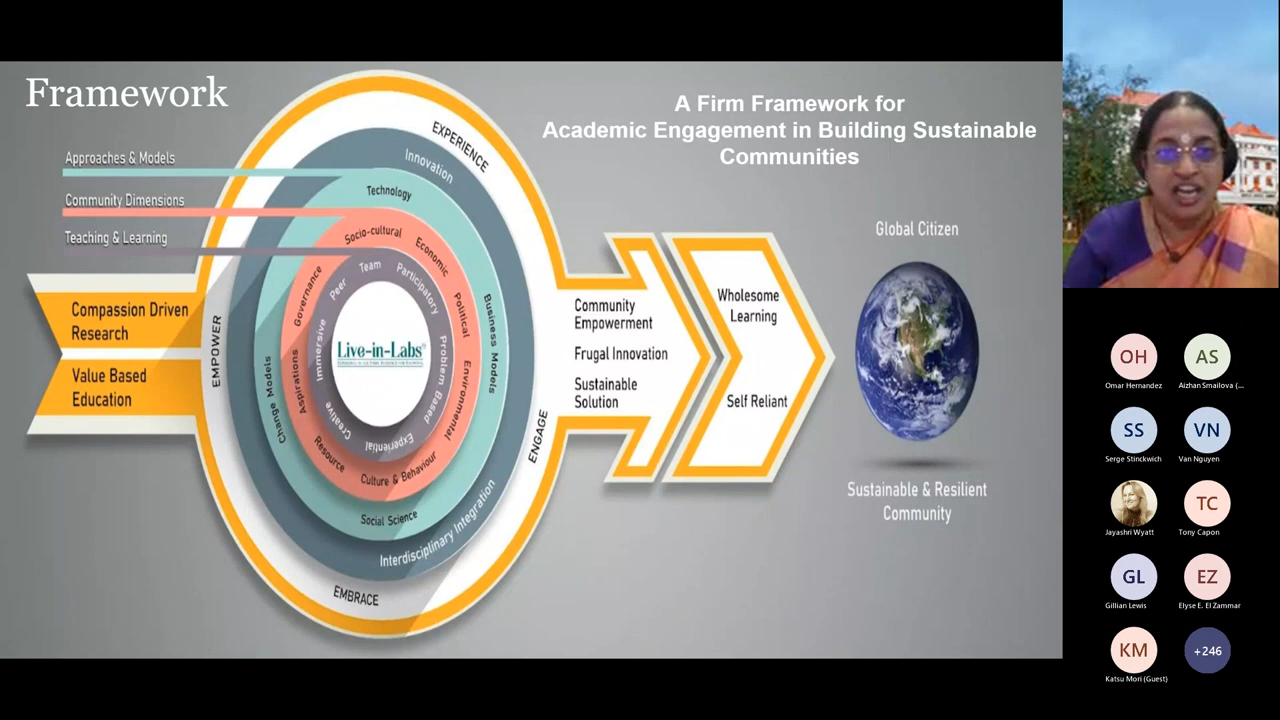 Framework
A Firm Framework for
Academic Engagement in Building Sustainable
Communities
Approaches & Models
Community Dimensions
Teaching & Learning
Compassion Driven
Research
Value Based
Education
EMPOWER
EXPERIENCE
ENGAGE
EMBRACE
Innovation
Interdisciplinary Integration
Technology
Business Models
Social Science
Change Models
Socio-cultural
Economic
Political
Environmental
Culture & Behaviour
Resource
Aspirations
Governance
Team
Participatory
Problem Based
Experiential
Creative
Immersive
Peer
Live-in-Labs®
Community
Empowerment
Frugal Innovation
Sustainable
Solution
Wholesome
Learning
Self Reliant
Global Citizen
Sustainable & Resilient
Community
OH
AS
Omar Hernandez
Aizhan Smailova (...
SS
VN
Serge Stinckwich
Van Nguyen
TC
Jayashri Wyatt
Tony Capon
GL
EZ
Gillian Lewis
Elyse E. El Zammar
KM
+246
Katsu Mori (Guest)